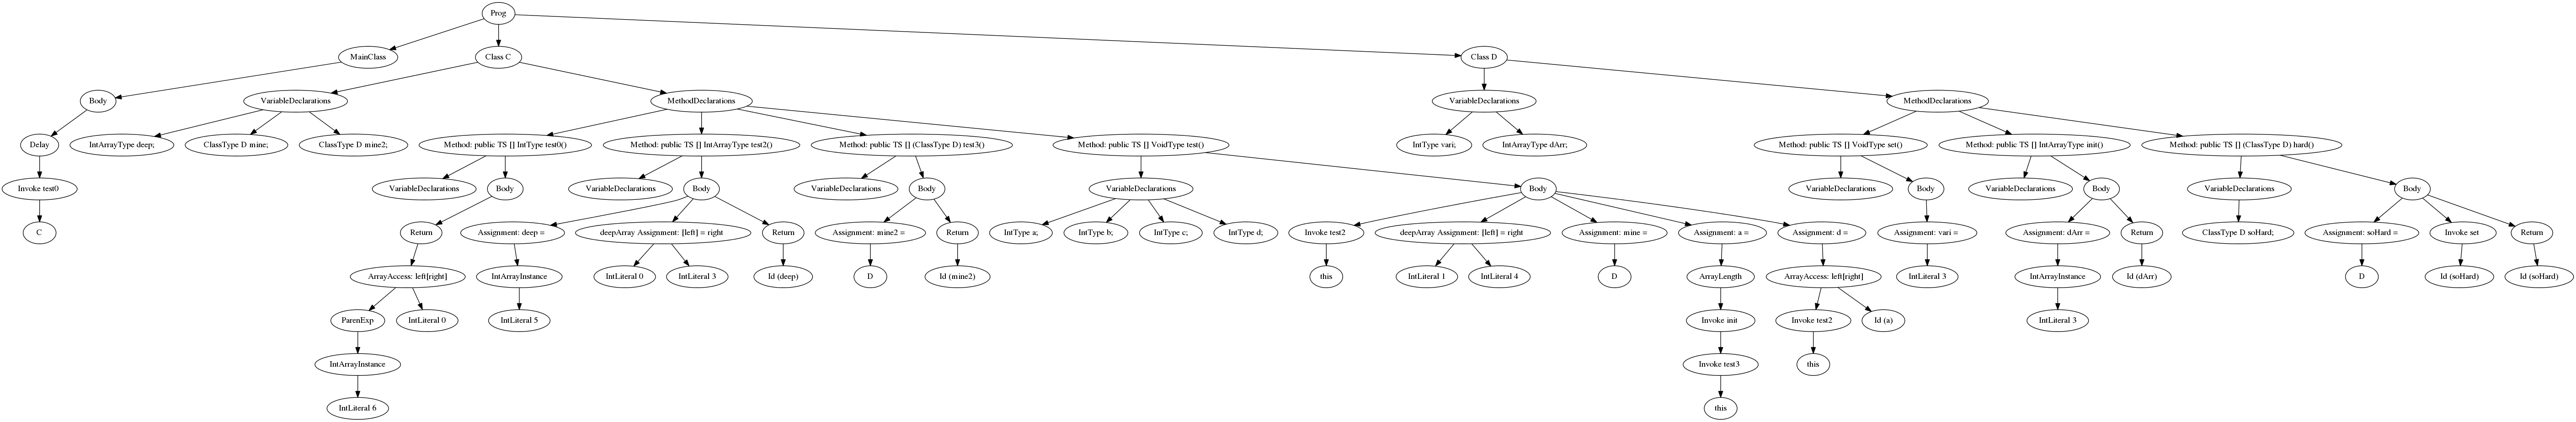 Prog
MainClass
Class C
Class D
Body
VariableDeclarations
MethodDeclarations
VariableDeclarations
MethodDeclarations
Delay
IntArrayType deep;
ClassType D mine;
ClassType D mine2;
Method: public TS [] IntType test0()
Method: public TS [] IntArrayType test2()
Method: public TS [] (ClassType D) test3()
Method: public TS [] VoidType test()
IntType vari;
IntArrayType dArr;
Method: public TS [] VoidType set()
Method: public TS [] IntArrayType init()
Method: public TS [] (ClassType D) hard()
Invoke test0
VariableDeclarations
Body
VariableDeclarations
Body
VariableDeclarations
Body
VariableDeclarations
Body
VariableDeclarations
Body
VariableDeclarations
Body
VariableDeclarations
Body
C
Return
Assignment: deep =
deepArray Assignment: [left] = right
Return
Assignment: mine2 =
Return
IntType a;
IntType b;
IntType c;
IntType d;
Invoke test2
deepArray Assignment: [left] = right
Assignment: mine =
Assignment: a =
Assignment: d =
Assignment: vari =
Assignment: dArr =
Return
ClassType D soHard;
Assignment: soHard =
Invoke set
Return
ArrayAccess: left[right]
IntArrayInstance
IntLiteral 0
IntLiteral 3
Id (deep)
D
Id (mine2)
this
IntLiteral 1
IntLiteral 4
D
ArrayLength
ArrayAccess: left[right]
IntLiteral 3
IntArrayInstance
Id (dArr)
D
Id (soHard)
Id (soHard)
ParenExp
IntLiteral 0
IntLiteral 5
Invoke init
Invoke test2
Id (a)
IntLiteral 3
IntArrayInstance
Invoke test3
this
IntLiteral 6
this